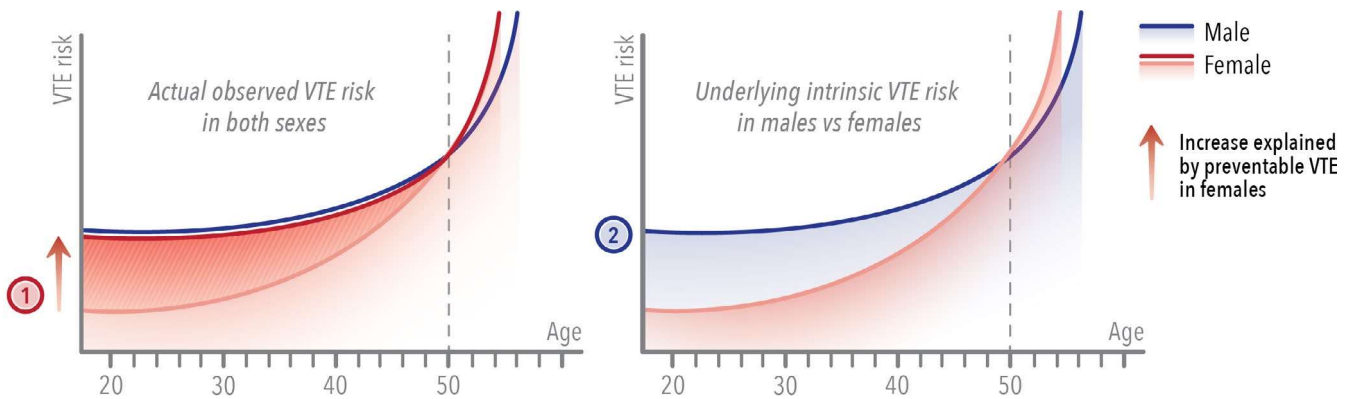 VTE risk
Actual observed VTE risk
in both sexes
1
Age
20
30
40
50
VTE risk
Underlying intrinsic VTE risk
in males vs females
2
Age
20
30
40
50
Male
Female
Increase explained
by preventable VTE
in females